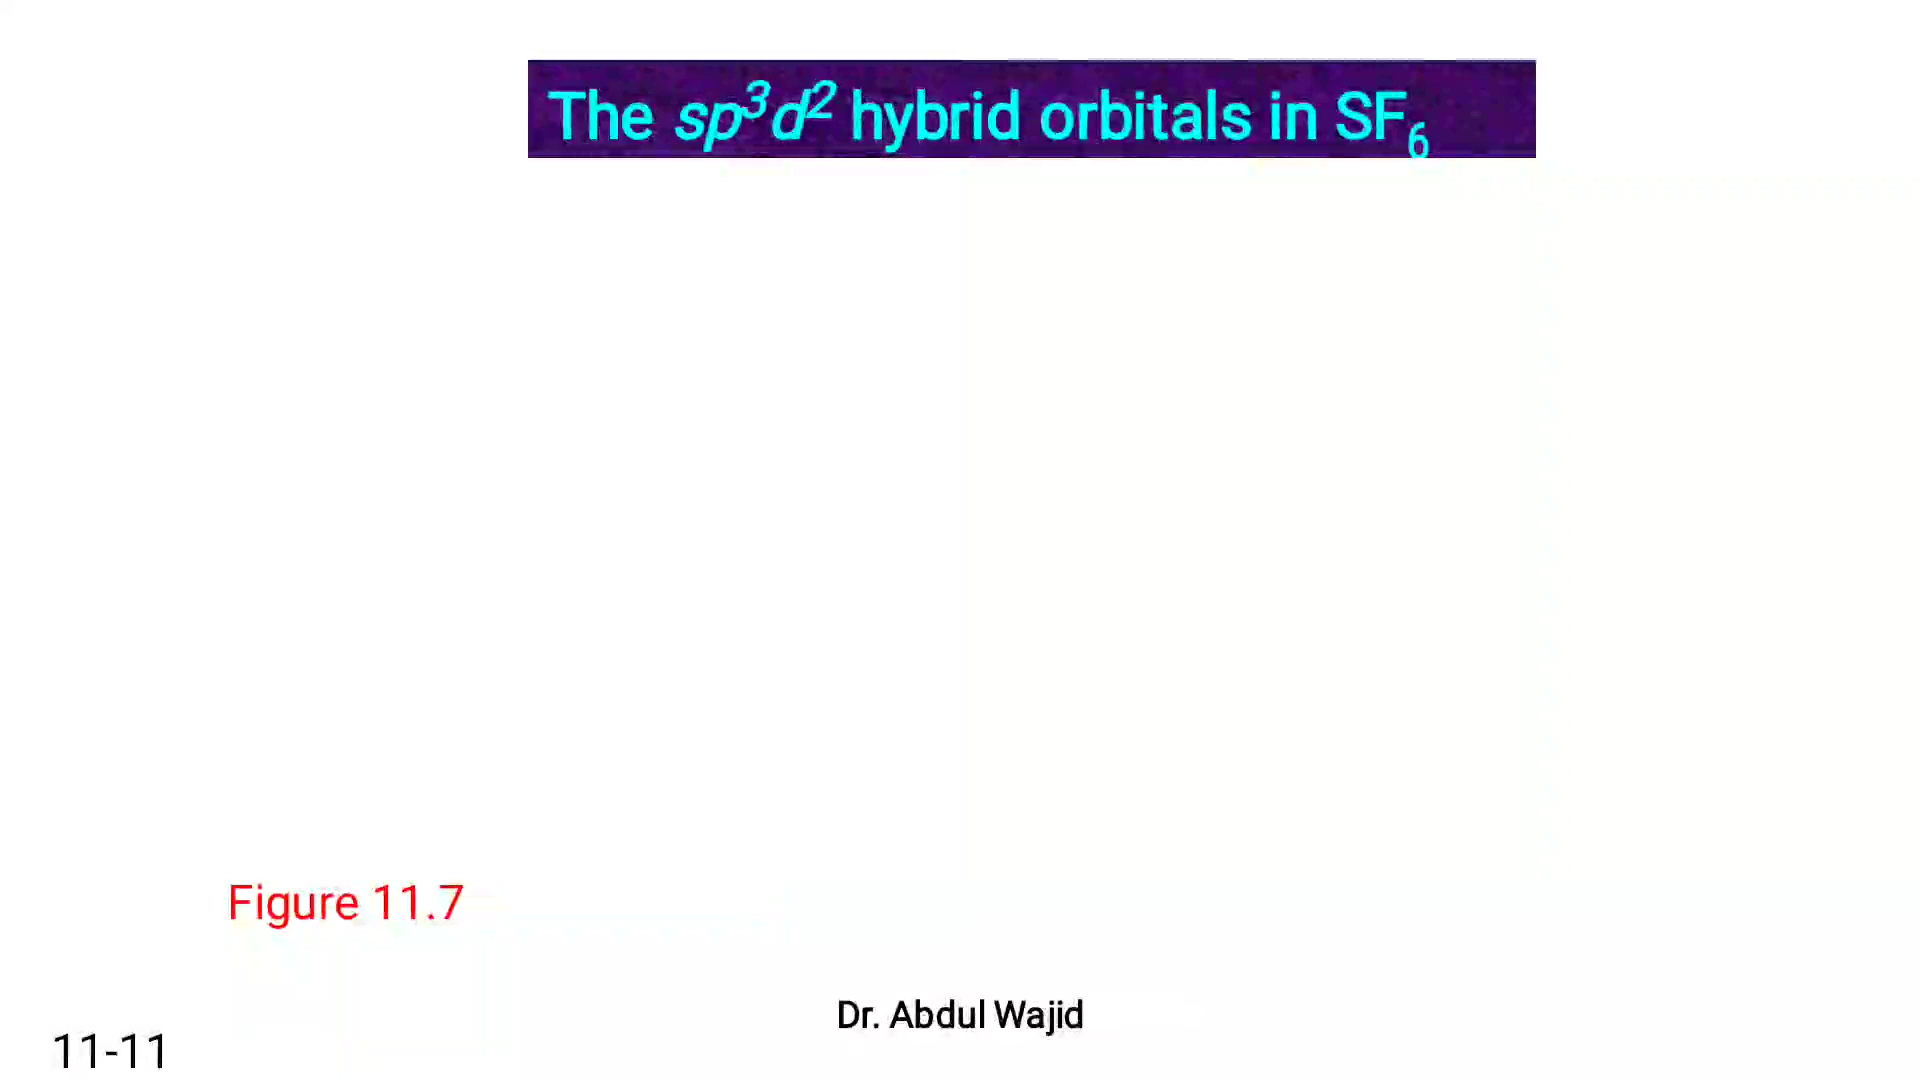 The sp³d² hybrid orbitals in SF₆
Figure 11.7
Dr. Abdul Wajid
11-11